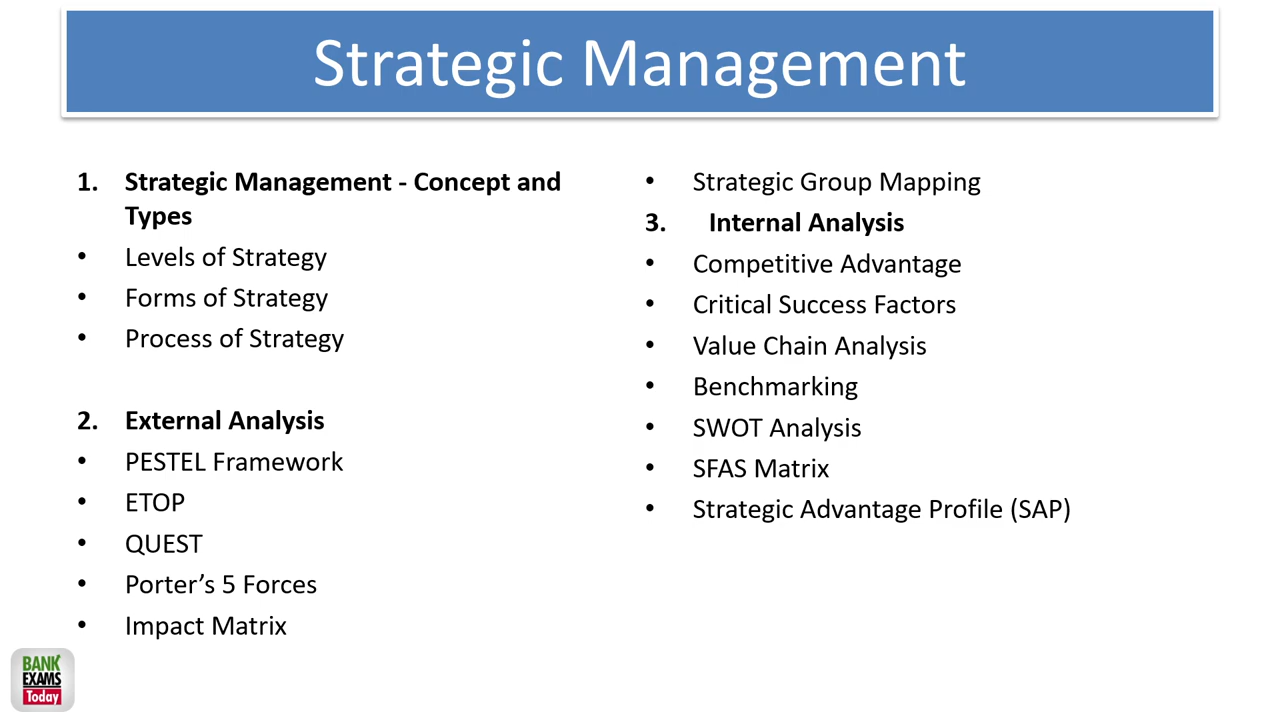 Strategic Management
1. Strategic Management - Concept and
Types
• Levels of Strategy
• Forms of Strategy
• Process of Strategy
2. External Analysis
• PESTEL Framework
• ETOP
• QUEST
• Porter’s 5 Forces
• Impact Matrix
• Strategic Group Mapping
3. Internal Analysis
• Competitive Advantage
• Critical Success Factors
• Value Chain Analysis
• Benchmarking
• SWOT Analysis
• SFAS Matrix
• Strategic Advantage Profile (SAP)
BANK
EXAMS
Today